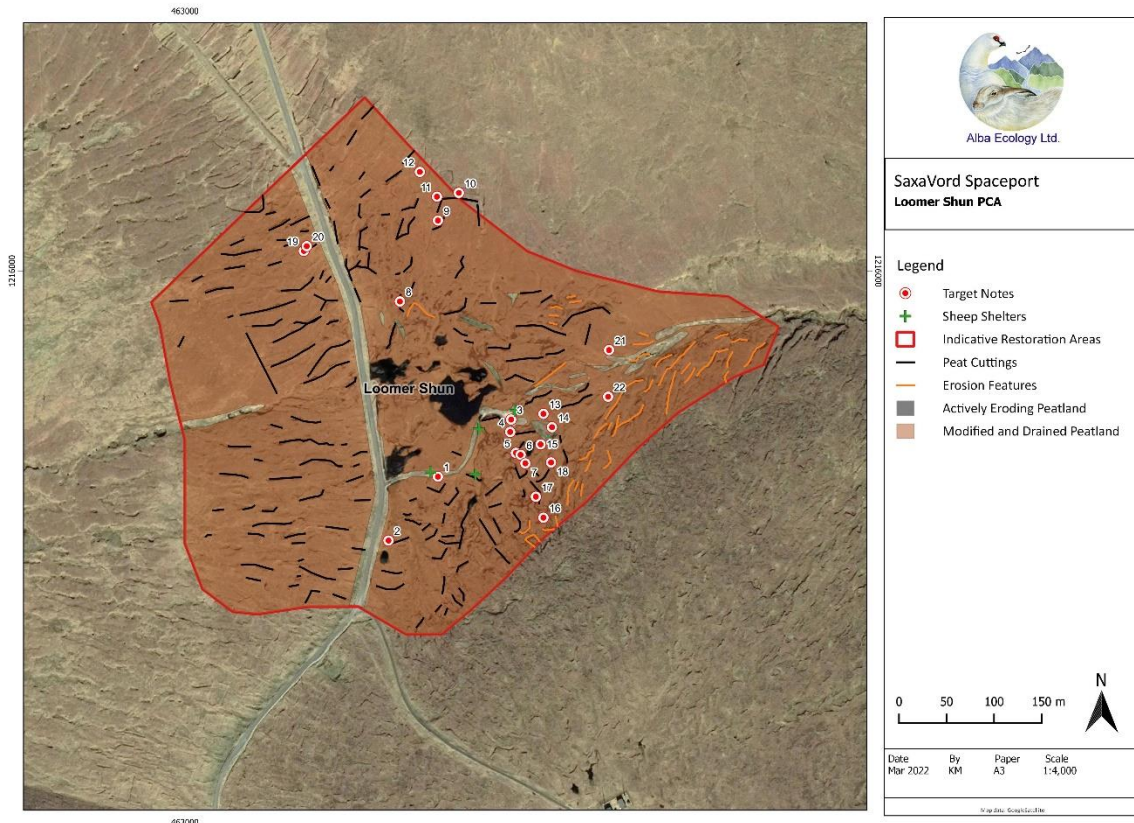 463000
1216000
1216000
12
11
10
9
19
20
8
21
22
Loomer Shun
3
13
4
14
5
6
15
7
18
1
17
16
2
463000
Alba Ecology Ltd.
SaxaVord Spaceport
Loomer Shun PCA
Legend
Target Notes
Sheep Shelters
Indicative Restoration Areas
Peat Cuttings
Erosion Features
Actively Eroding Peatland
Modified and Drained Peatland
N
0 50 100 150 m
Date By Paper Scale
Mar 2022 KM A3 1:4,000
Map data: GoogleSatellite